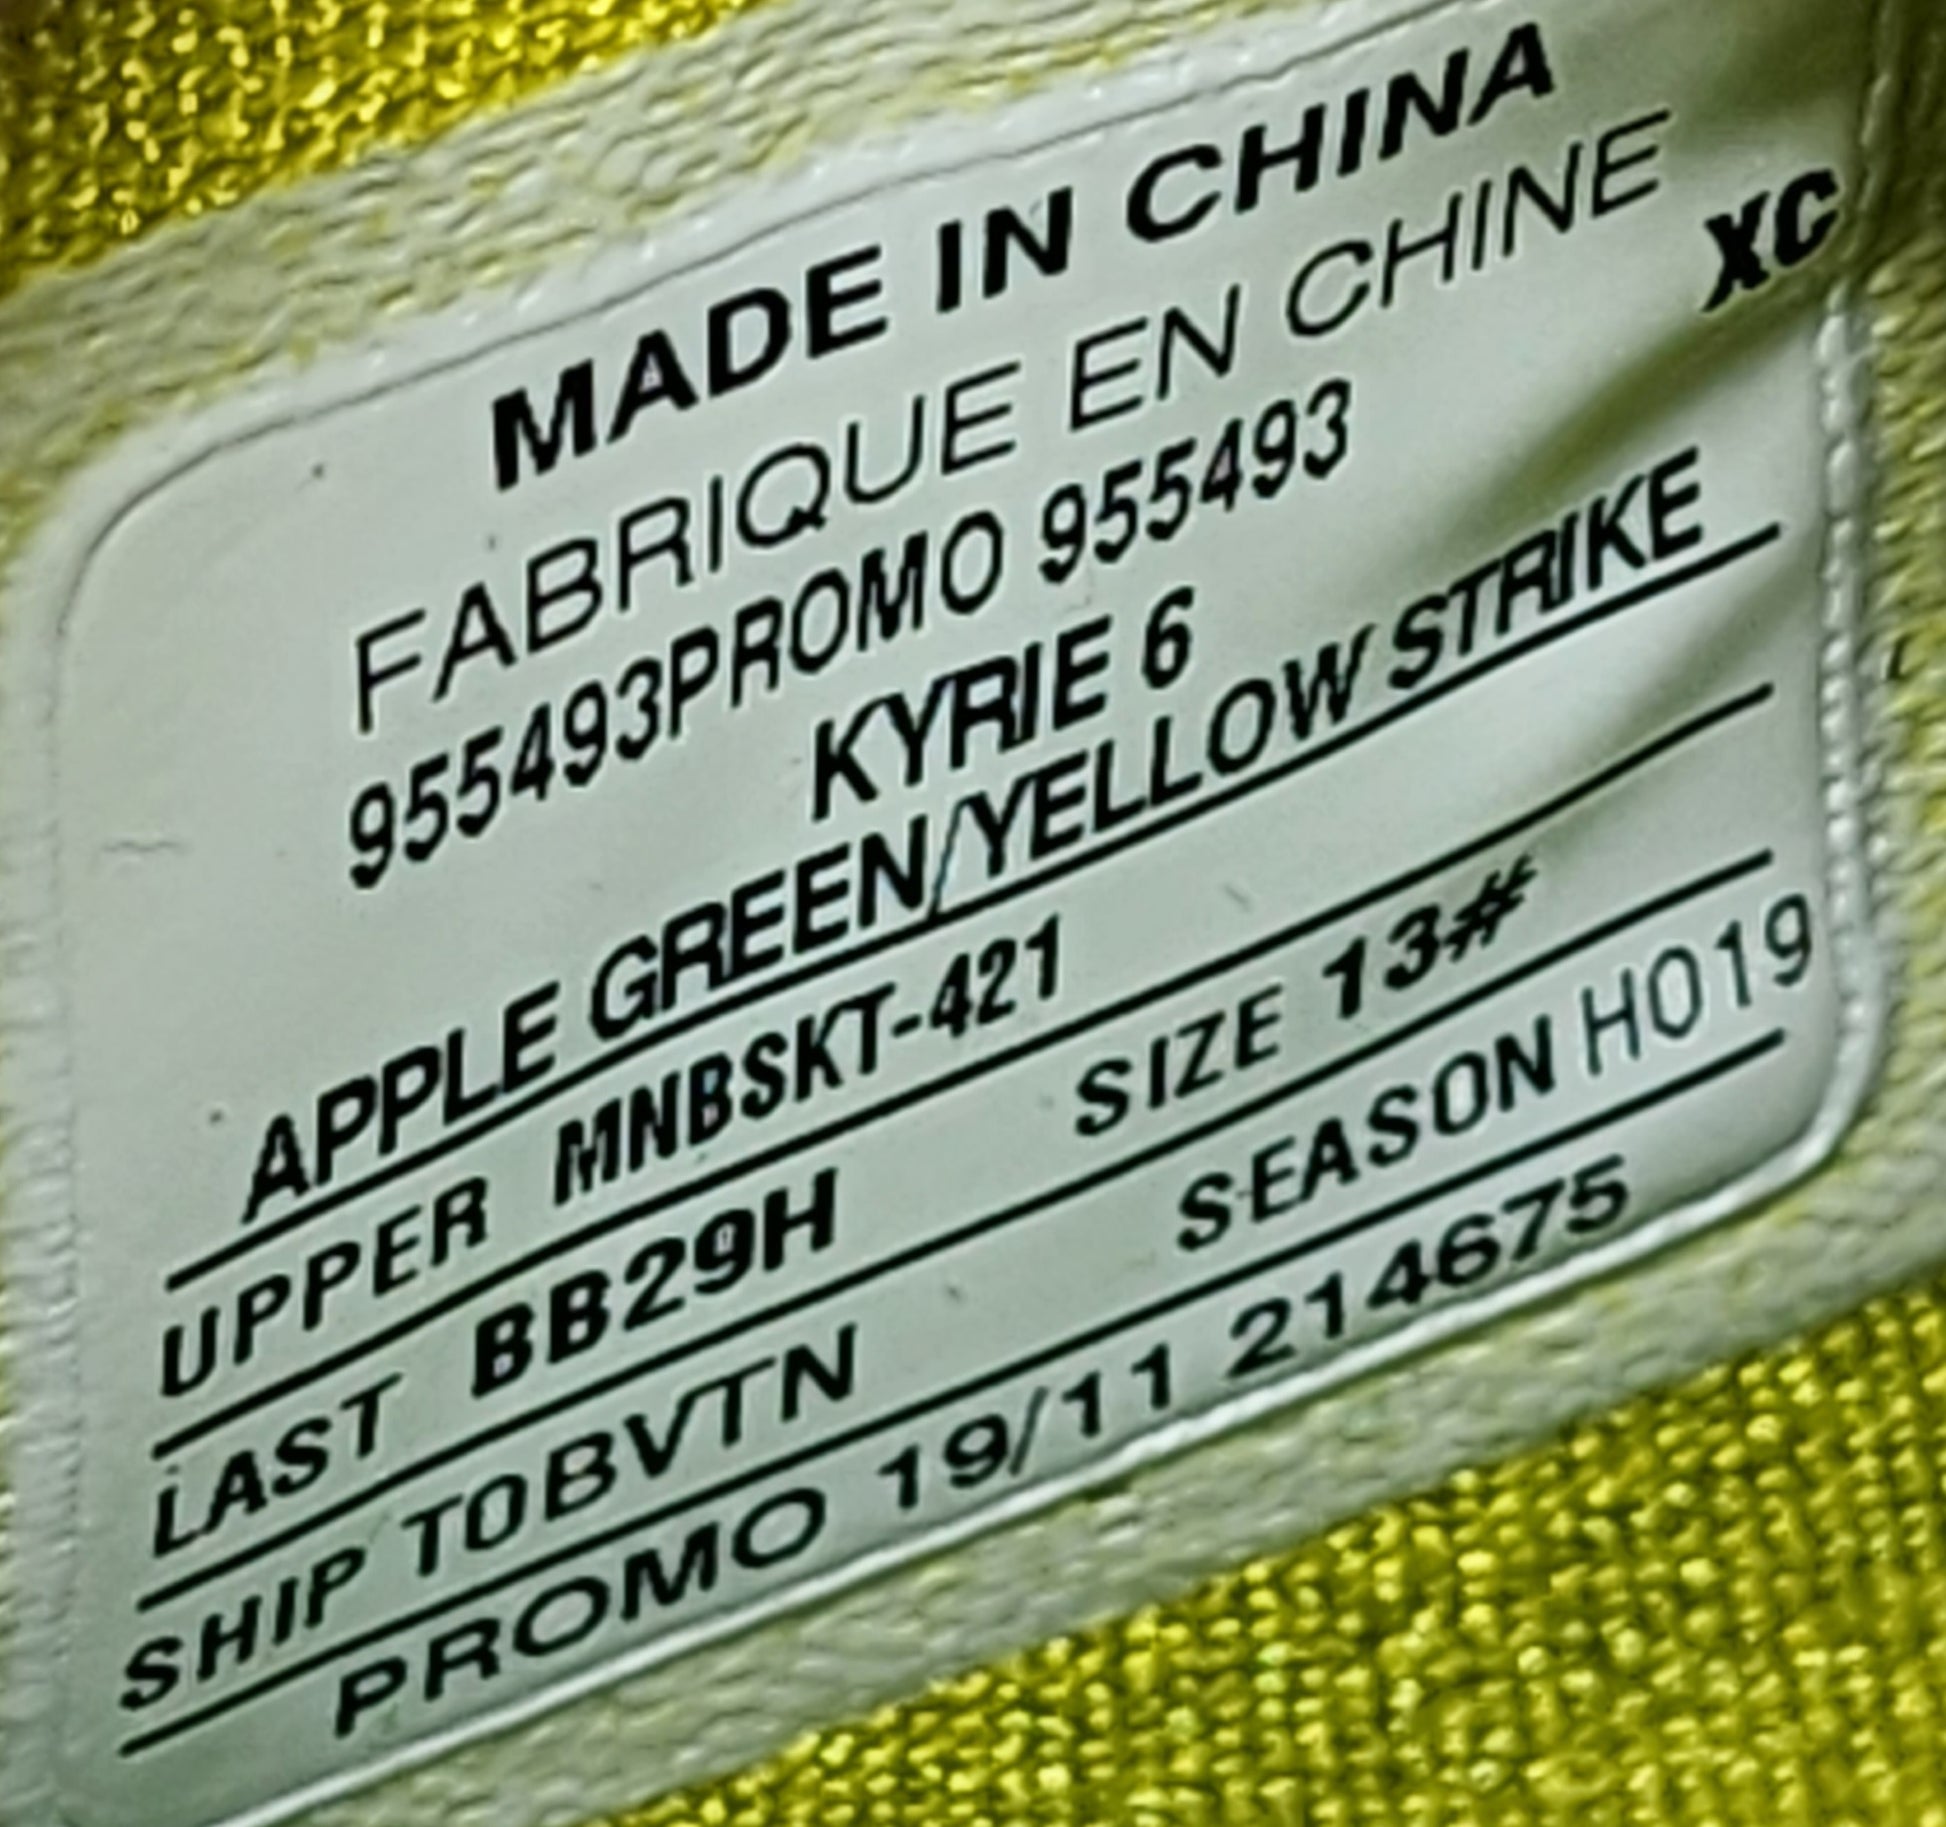 MADE IN CHINA
FABRIQUE EN CHINE
XC
955493PROMO 955493
KYRIE 6
APPLE GREEN/YELLOW STRIKE
UPPER MNBSKT-421
LAST BB29H SIZE 13#
SHIP TOBVTN SEASON HO19
PROMO 19/11 214675